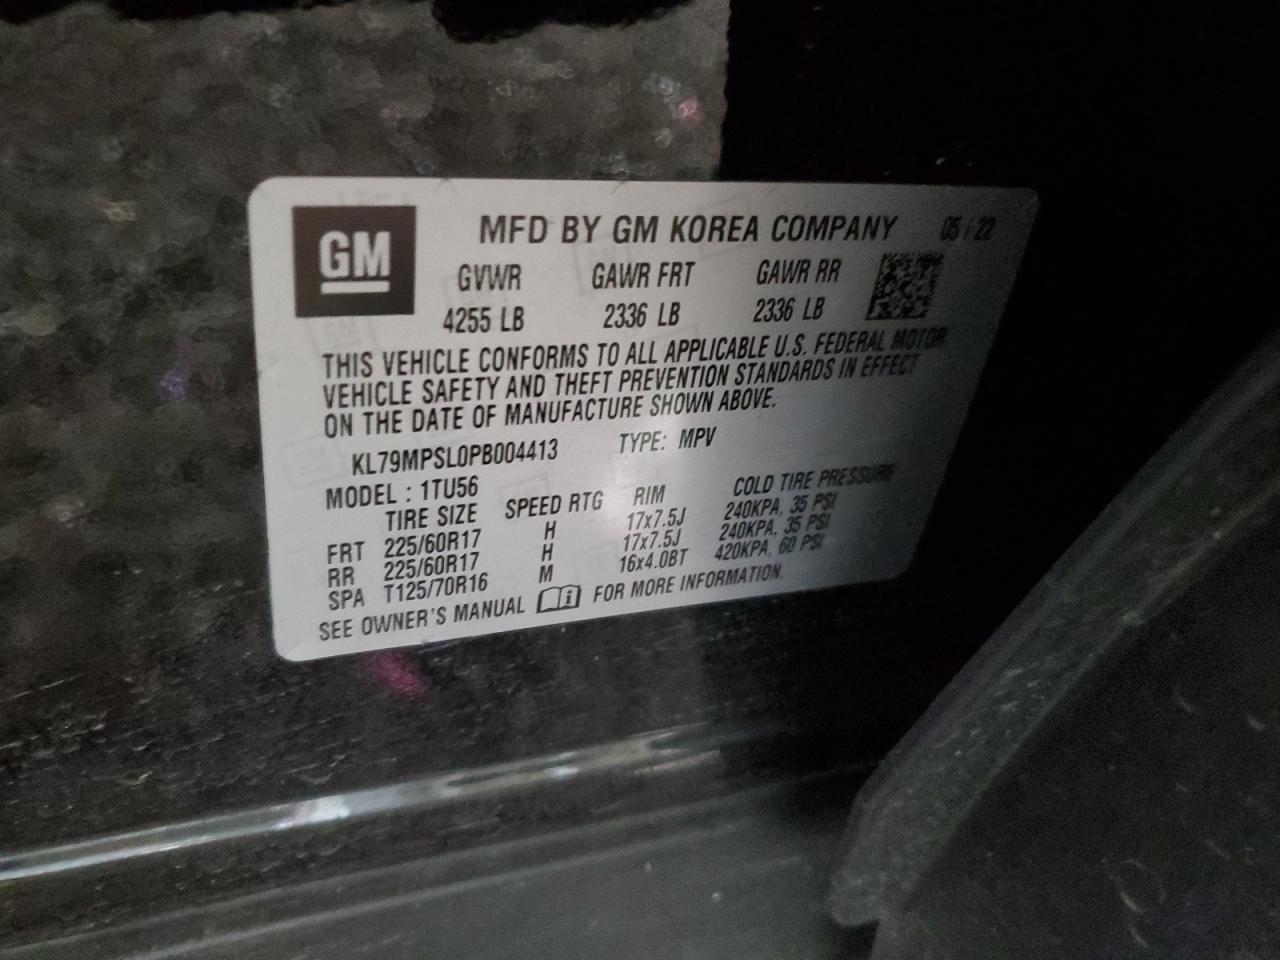 GM
MFD BY GM KOREA COMPANY 05 / 22
GVWR GAWR FRT GAWR RR
4255 LB 2336 LB 2336 LB
THIS VEHICLE CONFORMS TO ALL APPLICABLE U.S. FEDERAL MOTOR
VEHICLE SAFETY AND THEFT PREVENTION STANDARDS IN EFFECT
ON THE DATE OF MANUFACTURE SHOWN ABOVE.
KL79MPSL0PB004413 TYPE: MPV
MODEL : 1TU56
TIRE SIZE SPEED RTG RIM COLD TIRE PRESSURE
FRT 225/60R17 H 17x7.5J 240KPA, 35 PSI
RR 225/60R17 H 17x7.5J 240KPA, 35 PSI
SPA T125/70R16 M 16x4.0BT 420KPA, 60 PSI
SEE OWNER'S MANUAL i FOR MORE INFORMATION.